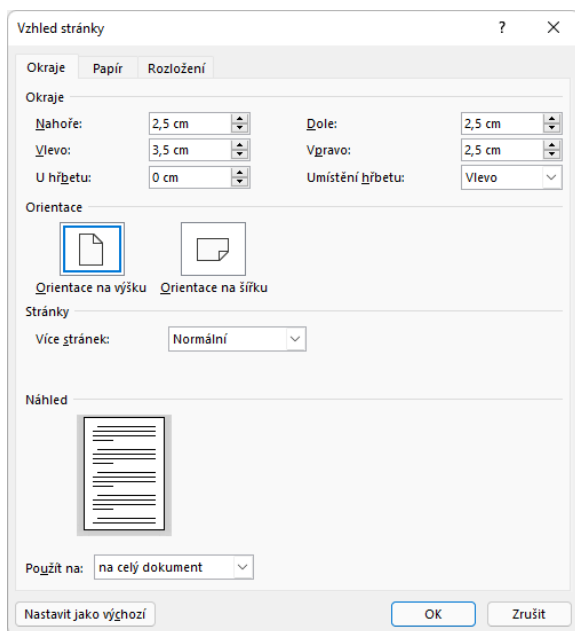 Vzhled stránky ?
Okraje Papír Rozložení
Okraje
Nahoře: 2,5 cm Dole: 2,5 cm
Vlevo: 3,5 cm Vpravo: 2,5 cm
U hřbetu: 0 cm Umístění hřbetu: Vlevo
Orientace
Orientace na výšku Orientace na šířku
Stránky
Více stránek: Normální
Náhled
Použít na: na celý dokument
Nastavit jako výchozí OK Zrušit